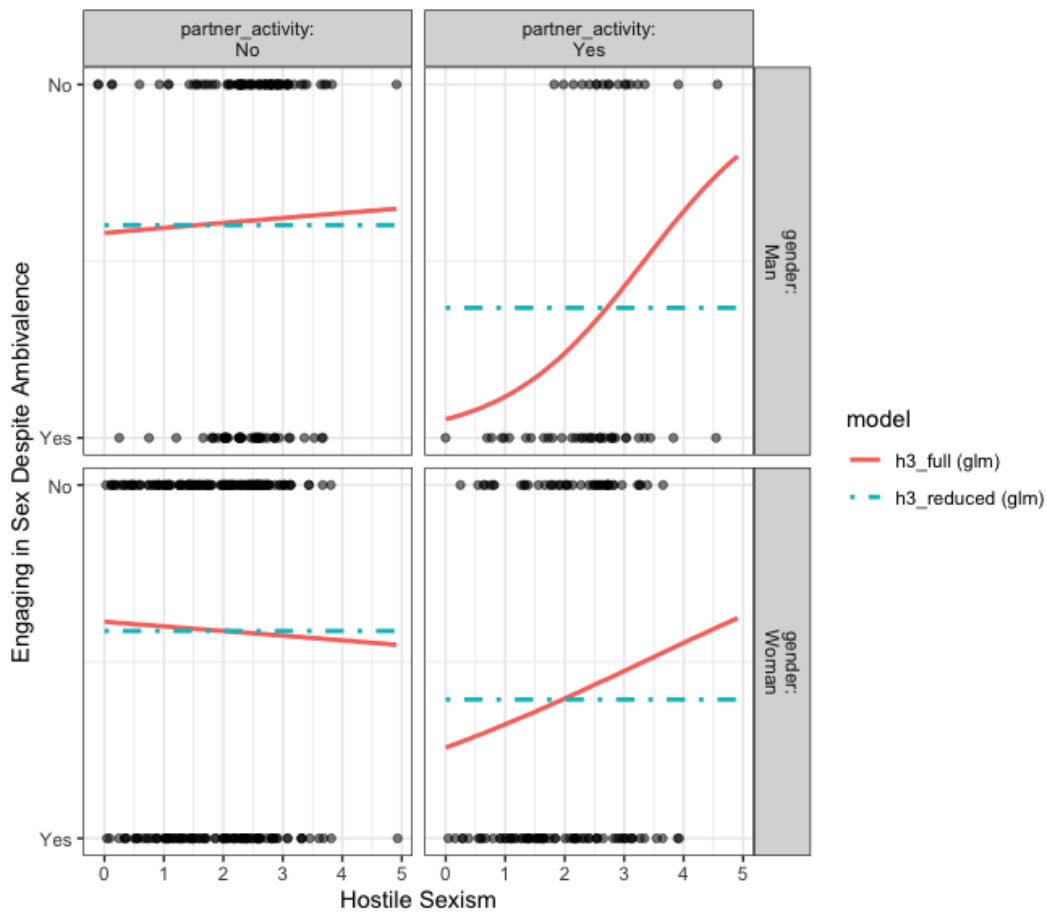 partner_activity:
No
partner_activity:
Yes
Engaging in Sex Despite Ambivalence
No
Yes
gender:
Man
No
Yes
gender:
Woman
0 1 2 3 4 5
0 1 2 3 4 5
Hostile Sexism
model
h3_full (glm)
h3_reduced (glm)